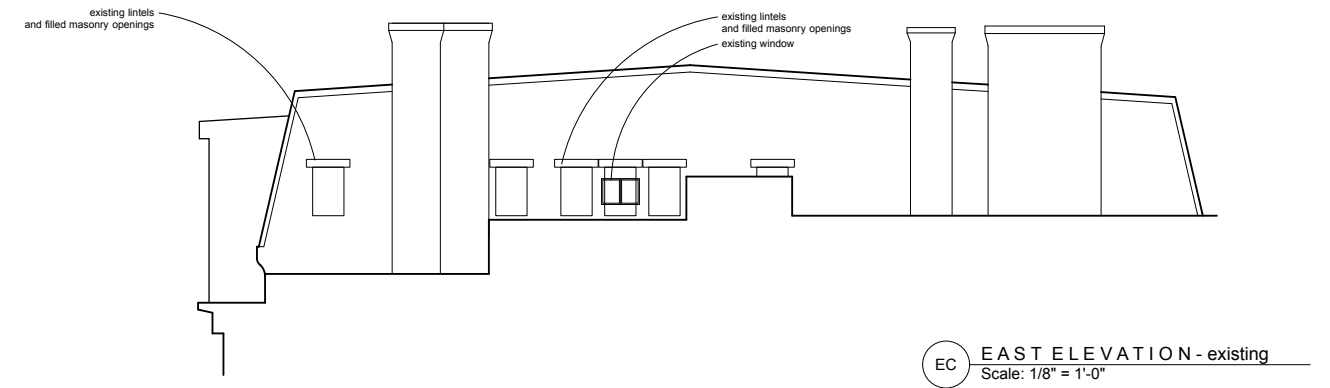 existing lintels
and filled masonry openings
existing lintels
and filled masonry openings
existing window
EC
EAST ELEVATION - existing
Scale: 1/8" = 1'-0"